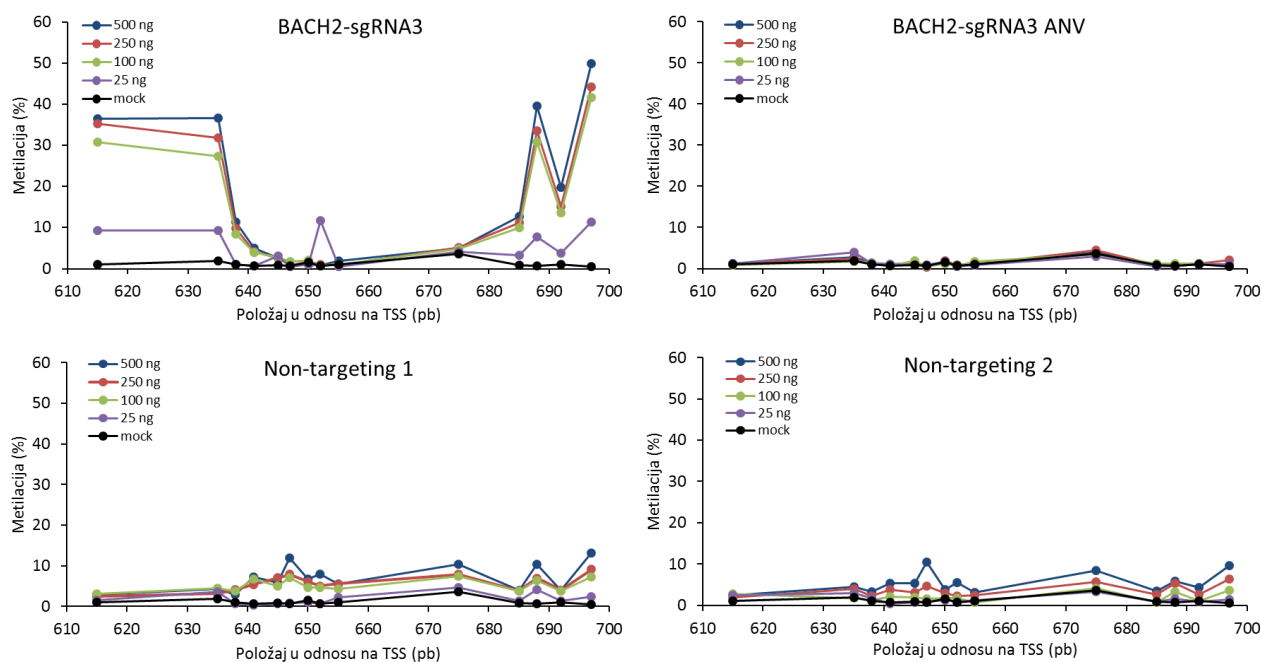 BACH2-sgRNA3
500 ng
250 ng
100 ng
25 ng
mock
Metilacija (%)
60
50
40
30
20
10
0
610 620 630 640 650 660 670 680 690 700
Položaj u odnosu na TSS (pb)
BACH2-sgRNA3 ANV
500 ng
250 ng
100 ng
25 ng
mock
Metilacija (%)
60
50
40
30
20
10
0
610 620 630 640 650 660 670 680 690 700
Položaj u odnosu na TSS (pb)
Non-targeting 1
500 ng
250 ng
100 ng
25 ng
mock
Metilacija (%)
60
50
40
30
20
10
0
610 620 630 640 650 660 670 680 690 700
Položaj u odnosu na TSS (pb)
Non-targeting 2
500 ng
250 ng
100 ng
25 ng
mock
Metilacija (%)
60
50
40
30
20
10
0
610 620 630 640 650 660 670 680 690 700
Položaj u odnosu na TSS (pb)